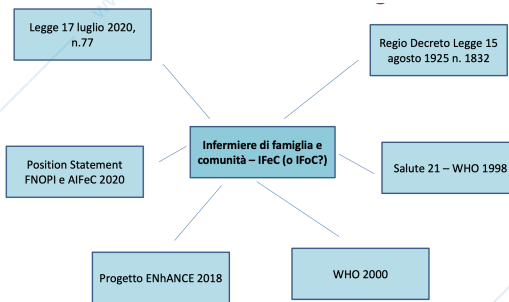 Legge 17 luglio 2020,
n.77
Regio Decreto Legge 15
agosto 1925 n. 1832
Infermiere di famiglia e
comunità – IFeC (o IFoC?)
Position Statement
FNOPI e AIFeC 2020
Salute 21 – WHO 1998
Progetto ENhANCE 2018
WHO 2000